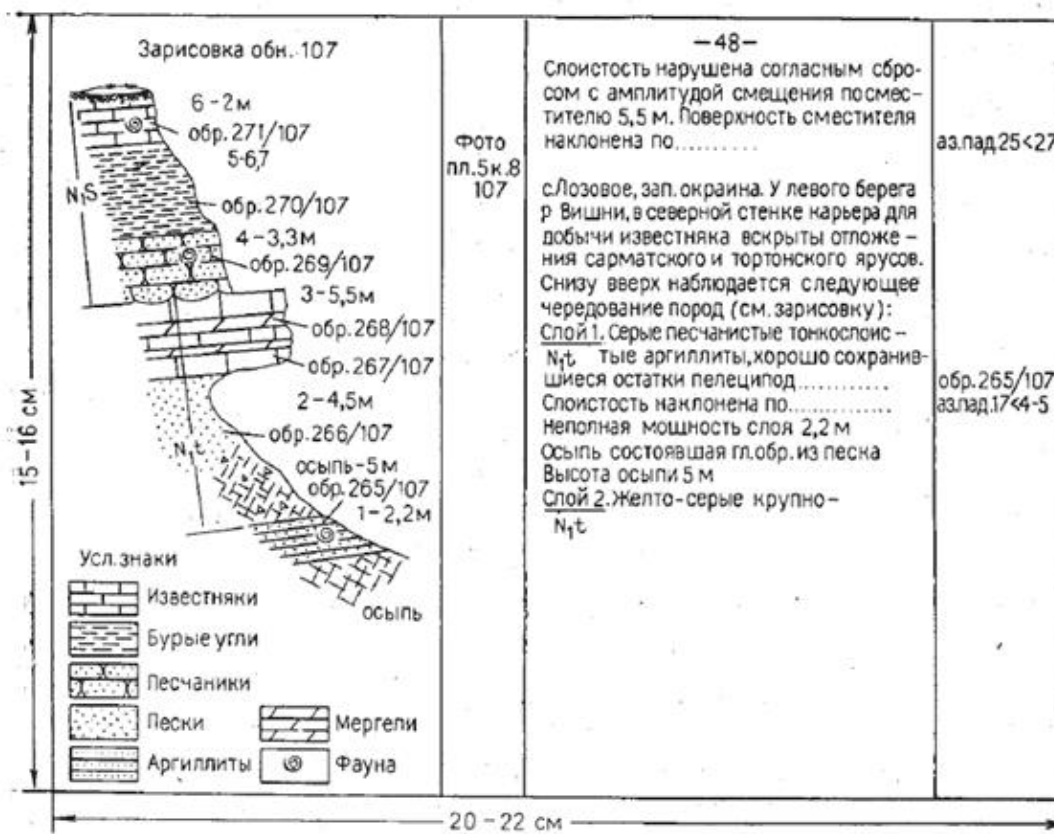 Зарисовка обн. 107
6-2м
обр. 271/107
5-6,7
N₁S
обр. 270/107
4-3,3м
обр. 269/107
3-5,5м
обр. 268/107
обр. 267/107
2-4,5м
обр. 266/107
N₁t
осыпь-5м
обр. 265/107
1-2,2м
осыпь
Усл. знаки
Известняки
Бурые угли
Песчаники
Пески
Мергели
Аргиллиты
Фауна
Фото
пл.5к.8
107
-48-
Слоистость нарушена согласным сбро-
сом с амплитудой смещения посмес-
тителю 5,5 м. Поверхность сместителя
наклонена по.........
аз.пад.25<27
с.Лозовое, зап. окраина. У левого берега
р Вишни, в северной стенке карьера для
добычи известняка вскрыты отложе-
ния сарматского и тортонского ярусов.
Снизу вверх наблюдается следующее
чередование пород (см. зарисовку):
Слой 1. Серые песчанистые тонкослоис-
N₁t тые аргиллиты, хорошо сохранив-
шиеся остатки пелеципод............
обр. 265/107
Слоистость наклонена по.............
аз.пад.17<4-5
Неполная мощность слоя 2,2 м
Осыпь состоявшая гл.обр. из песка
Высота осыпи 5 м
Слой 2. Желто-серые крупно-
N₁t
15-16 см
20-22 см